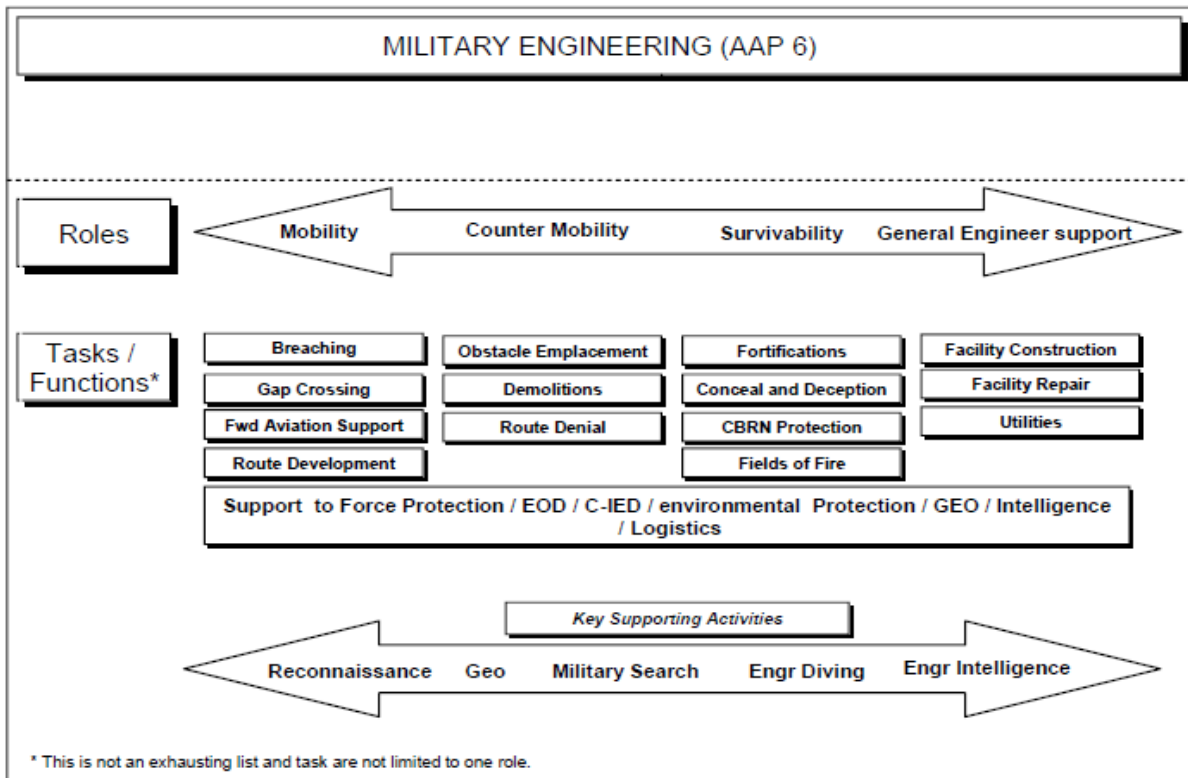 MILITARY ENGINEERING (AAP 6)
Roles
Mobility
Counter Mobility
Survivability
General Engineer support
Tasks /
Functions*
Breaching
Obstacle Emplacement
Fortifications
Facility Construction
Gap Crossing
Demolitions
Conceal and Deception
Facility Repair
Fwd Aviation Support
Route Denial
CBRN Protection
Utilities
Route Development
Fields of Fire
Support to Force Protection / EOD / C-IED / environmental Protection / GEO / Intelligence
/ Logistics
Key Supporting Activities
Reconnaissance
Geo
Military Search
Engr Diving
Engr Intelligence
* This is not an exhausting list and task are not limited to one role.